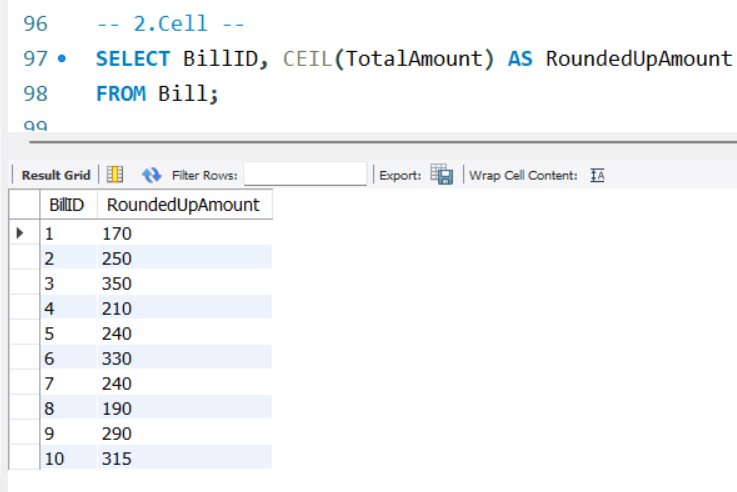 96 -- 2.Cell --
97 SELECT BillID, CEIL(TotalAmount) AS RoundedUpAmount
98 FROM Bill;
99
Result Grid Filter Rows: Export: Wrap Cell Content: IA
BillID RoundedUpAmount
1 170
2 250
3 350
4 210
5 240
6 330
7 240
8 190
9 290
10 315